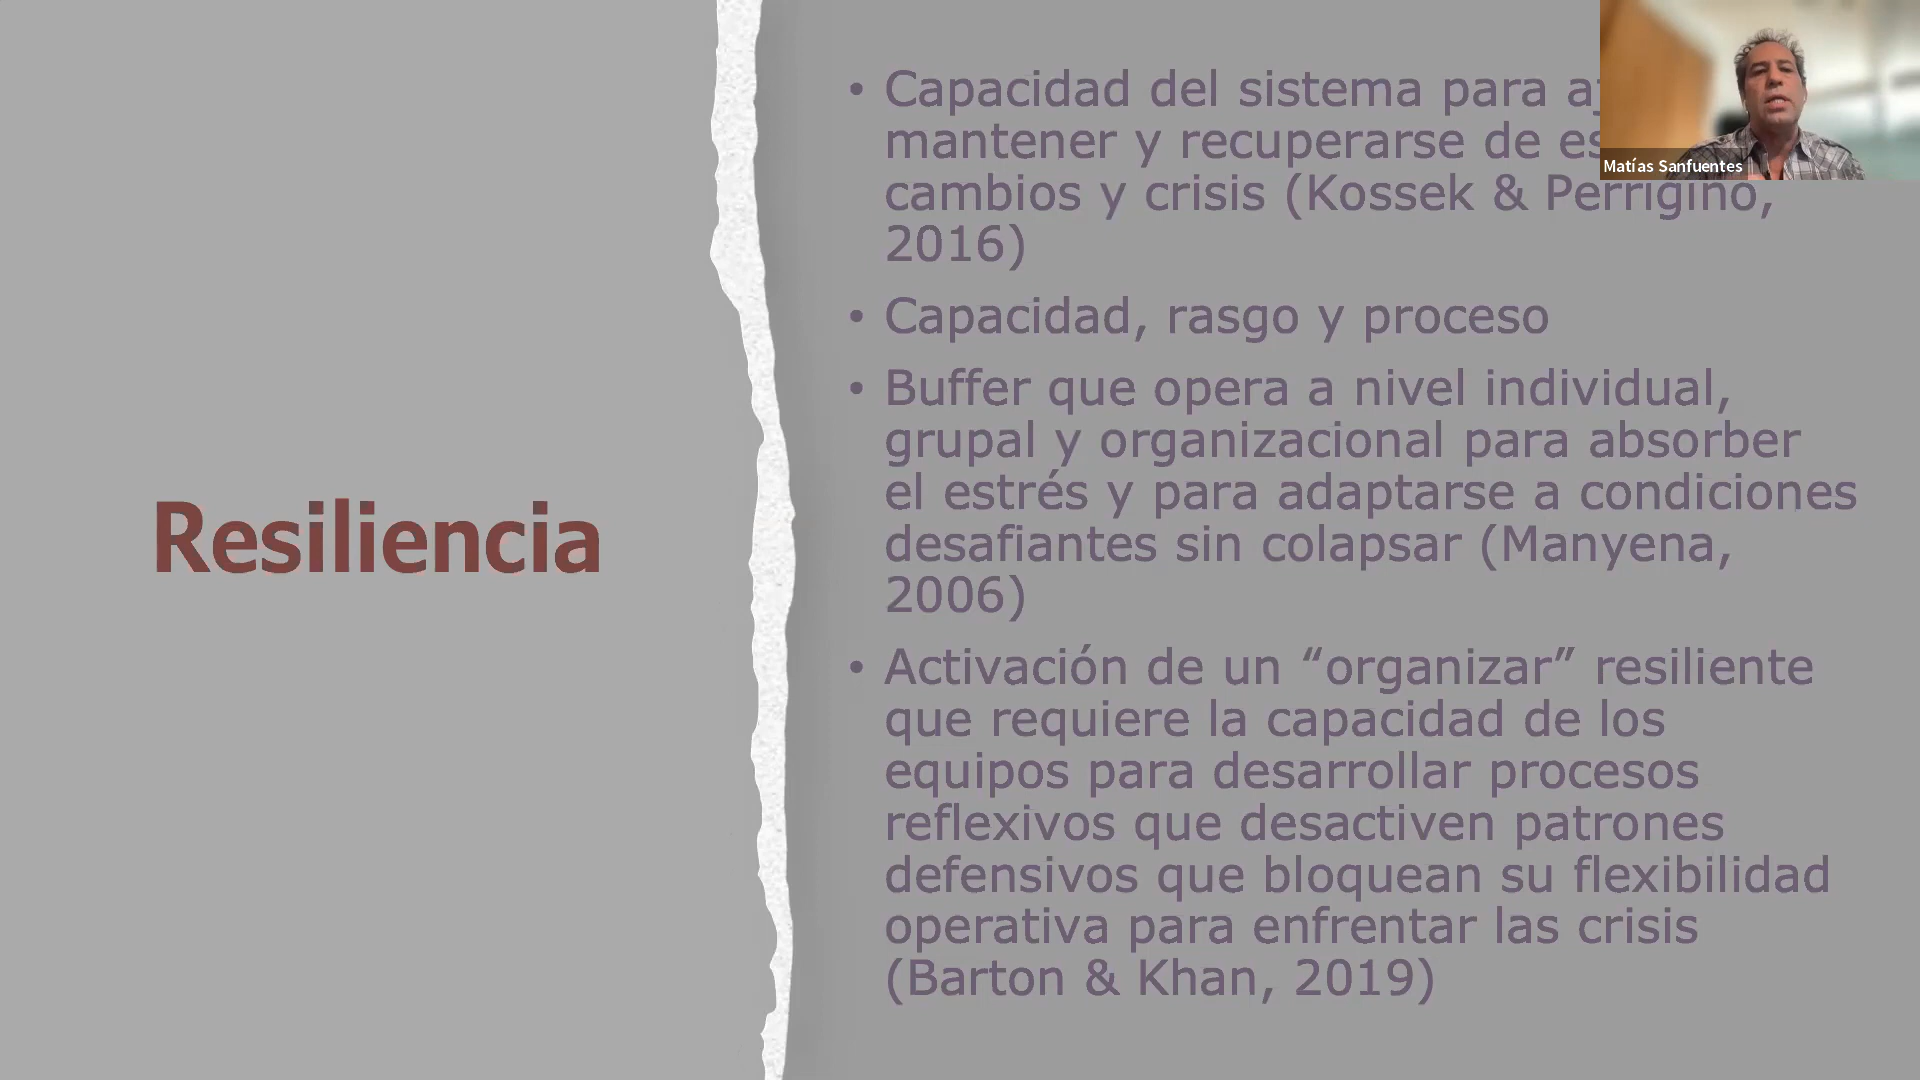 Resiliencia
• Capacidad del sistema para
mantener y recuperarse de
cambios y crisis (Kossek & Perrigino,
2016)
• Capacidad, rasgo y proceso
• Buffer que opera a nivel individual,
grupal y organizacional para absorber
el estrés y para adaptarse a condiciones
desafiantes sin colapsar (Manyena,
2006)
• Activación de un “organizar” resiliente
que requiere la capacidad de los
equipos para desarrollar procesos
reflexivos que desactiven patrones
defensivos que bloquean su flexibilidad
operativa para enfrentar las crisis
(Barton & Khan, 2019)
Matías Sanfuentes